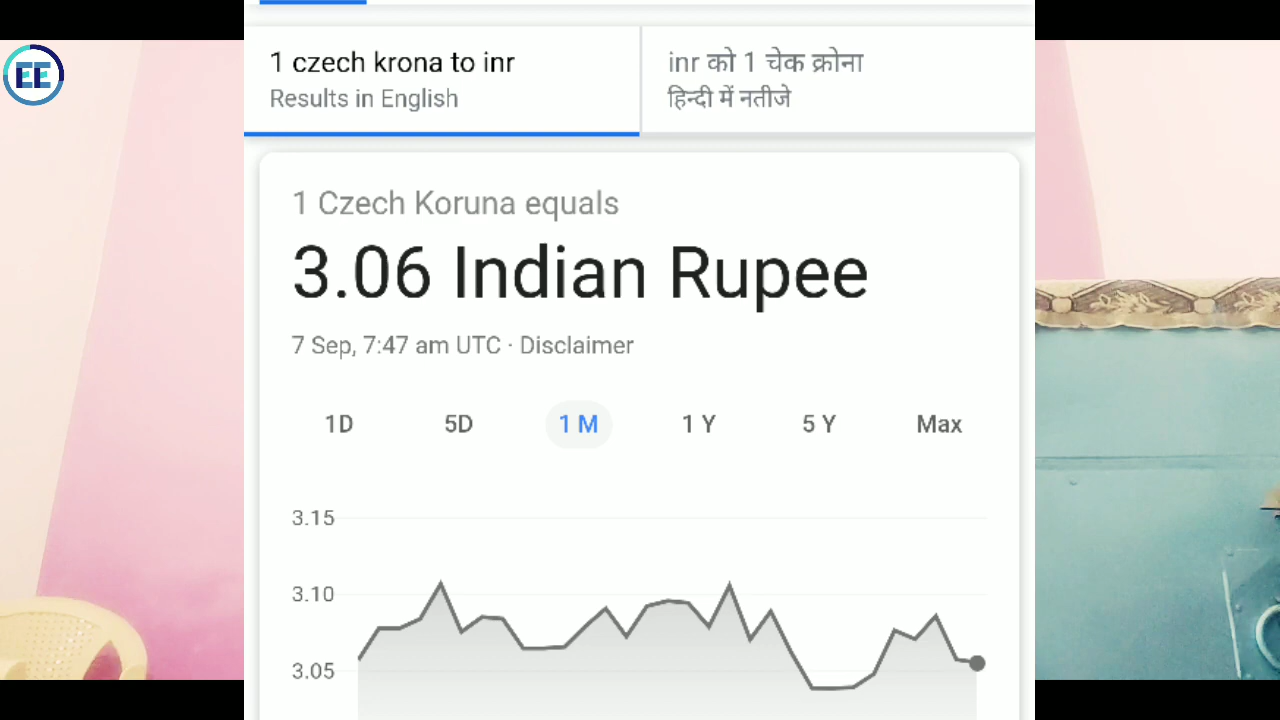 EE
1 czech krona to inr
Results in English
inr को 1 चेक क्रोना
हिन्दी में नतीजे
1 Czech Koruna equals
3.06 Indian Rupee
7 Sep, 7:47 am UTC · Disclaimer
1D 5D 1 M 1 Y 5 Y Max
3.15
3.10
3.05